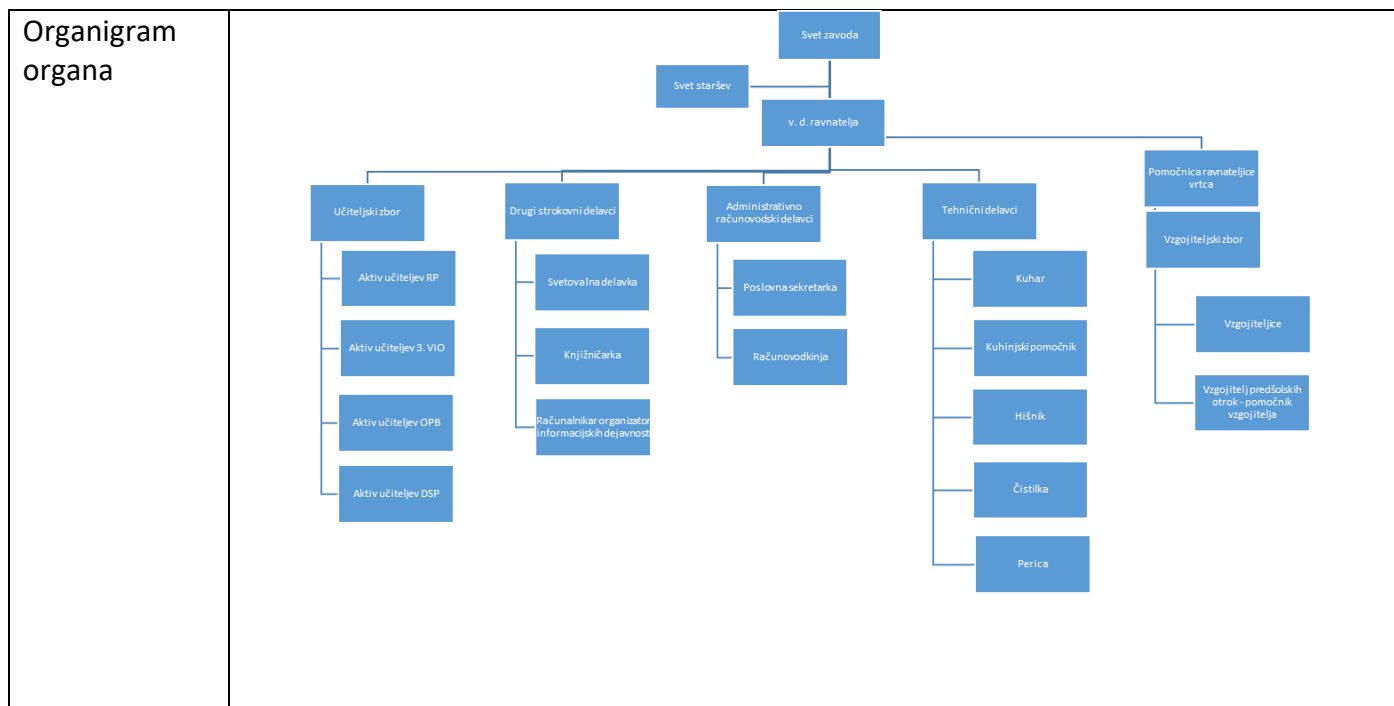 Organigram
organa
Svet zavoda
Svet staršev
v. d. ravnatelja
Učiteljski zbor
Aktiv učiteljev RP
Aktiv učiteljev 3. VIO
Aktiv učiteljev OPB
Aktiv učiteljev DSP
Drugi strokovni delavci
Svetovalna delavka
Knjižničarka
Računalnikar organizator
informacijskih dejavnosti
Administrativno
računovodski delavci
Poslovna sekretarka
Računovodkinja
Tehnični delavci
Kuhar
Kuhinjski pomočnik
Hišnik
Čistilka
Perica
Pomočnica ravnateljice
vrtca
Vzgojiteljski zbor
Vzgojiteljice
Vzgojitelj predšolskih
otrok - pomočnik
vzgojitelja